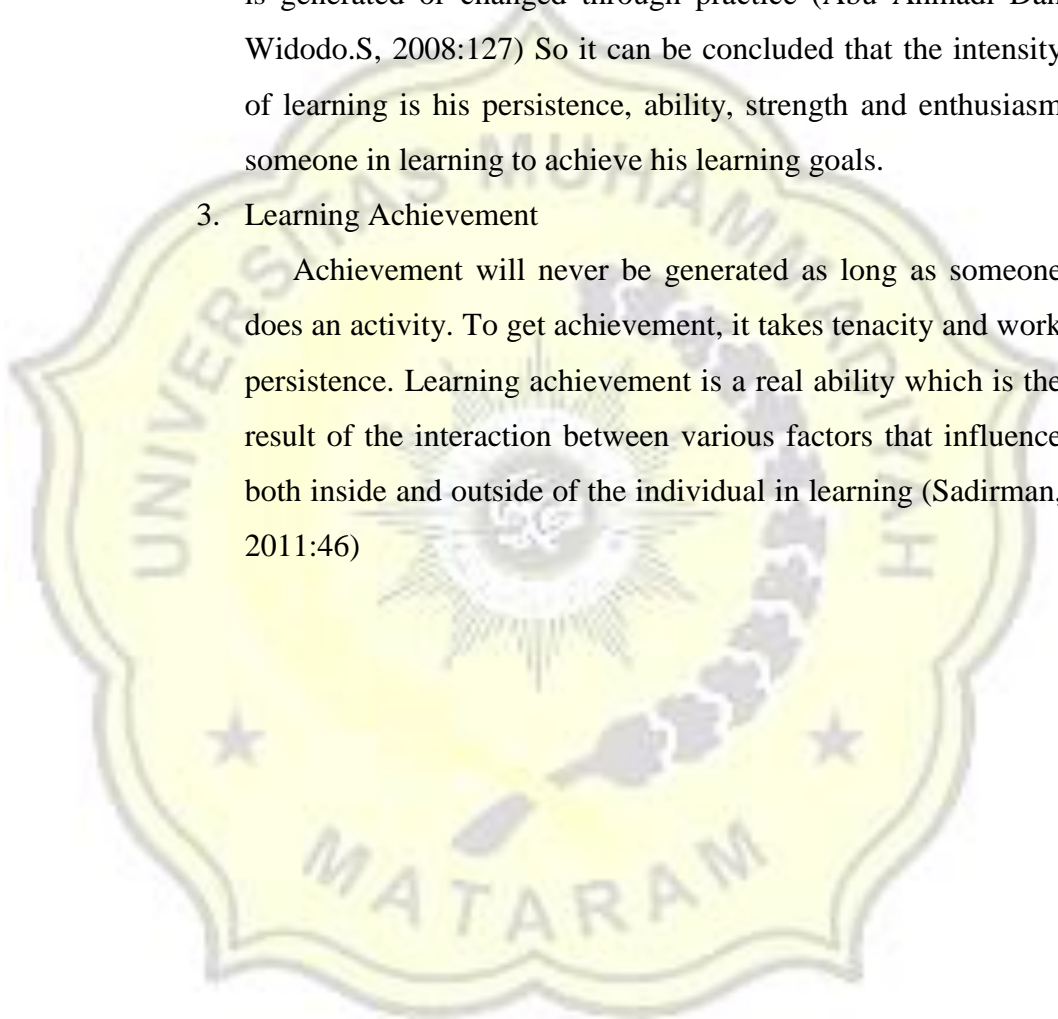 is generated or changed through practice (Abu Ahmadi Dan
Widodo.S, 2008:127) So it can be concluded that the intensity
of learning is his persistence, ability, strength and enthusiasm
someone in learning to achieve his learning goals.
3. Learning Achievement
Achievement will never be generated as long as someone
does an activity. To get achievement, it takes tenacity and work
persistence. Learning achievement is a real ability which is the
result of the interaction between various factors that influence
both inside and outside of the individual in learning (Sadirman,
2011:46)
UNIVERSITAS MUHAMMADIYAH
MATARAM